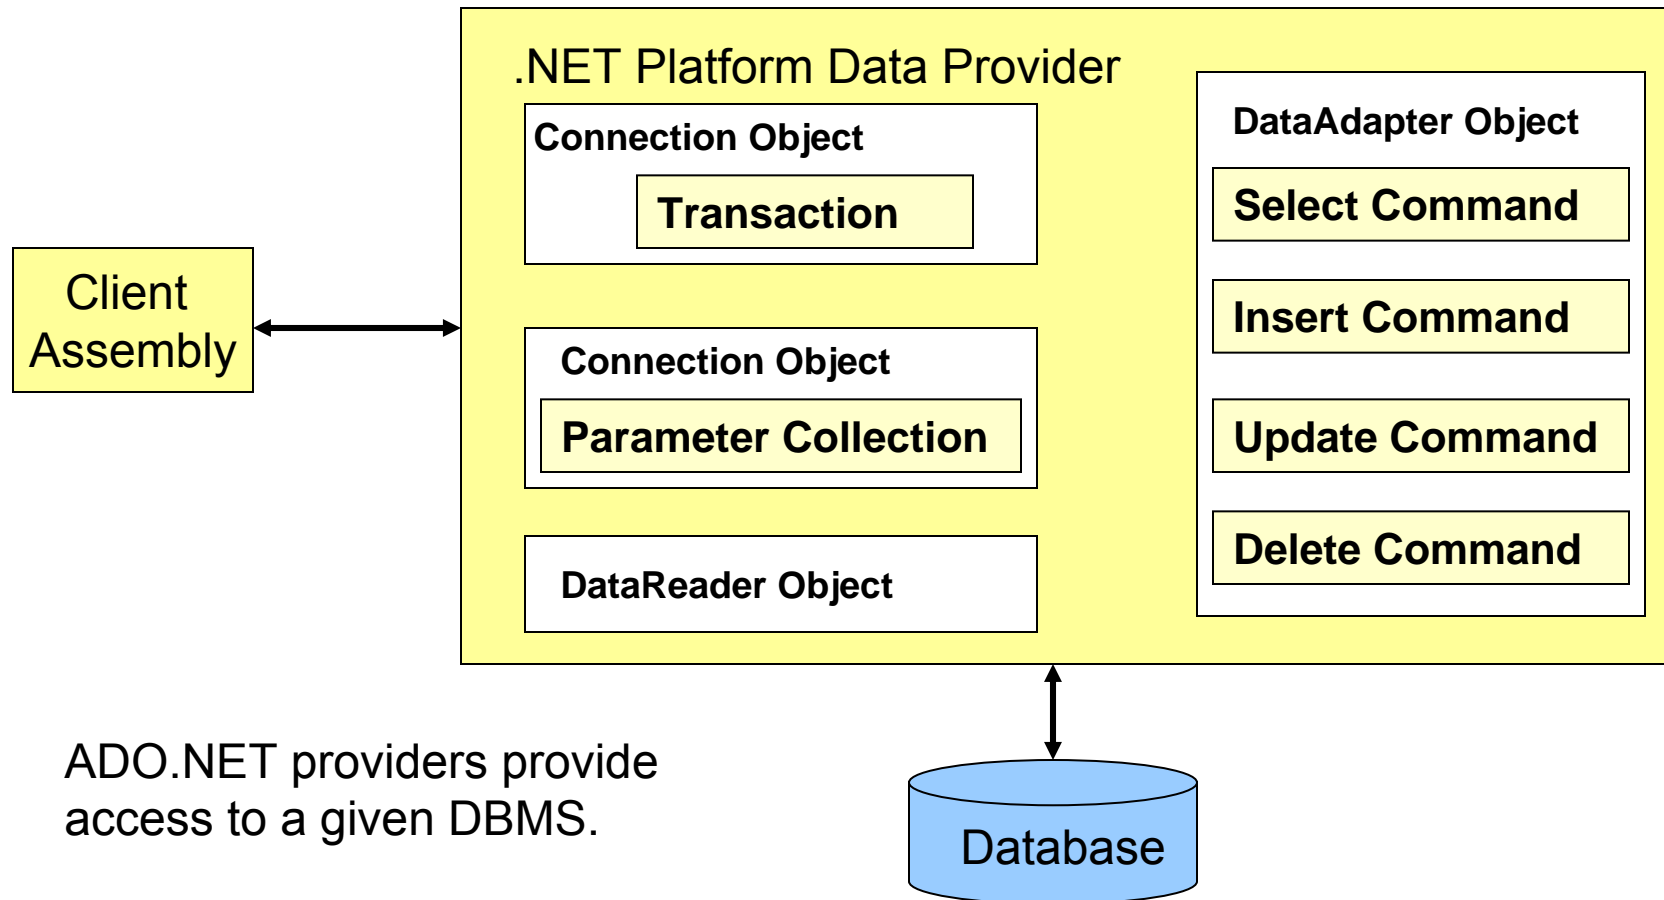 .NET Platform Data Provider
Connection Object
Transaction
Connection Object
Parameter Collection
DataReader Object
DataAdapter Object
Select Command
Insert Command
Update Command
Delete Command
Client
Assembly
ADO.NET providers provide
access to a given DBMS.
Database